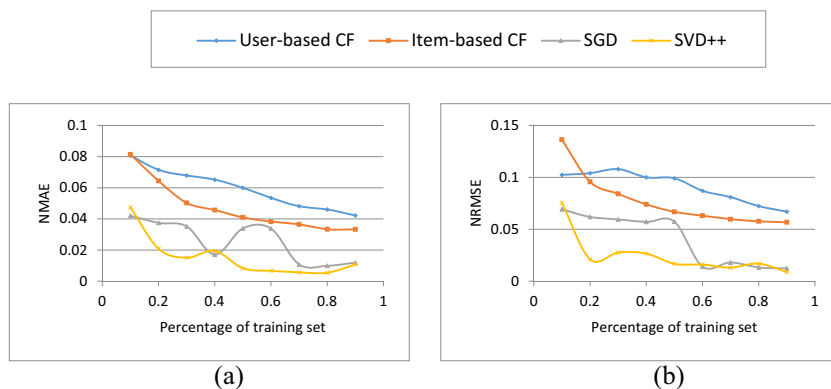 User-based CF Item-based CF SGD SVD++
NMAE
0.1
0.08
0.06
0.04
0.02
0
0 0.2 0.4 0.6 0.8 1
Percentage of training set
(a)
NRMSE
0.15
0.1
0.05
0
0 0.2 0.4 0.6 0.8 1
Percentage of training set
(b)